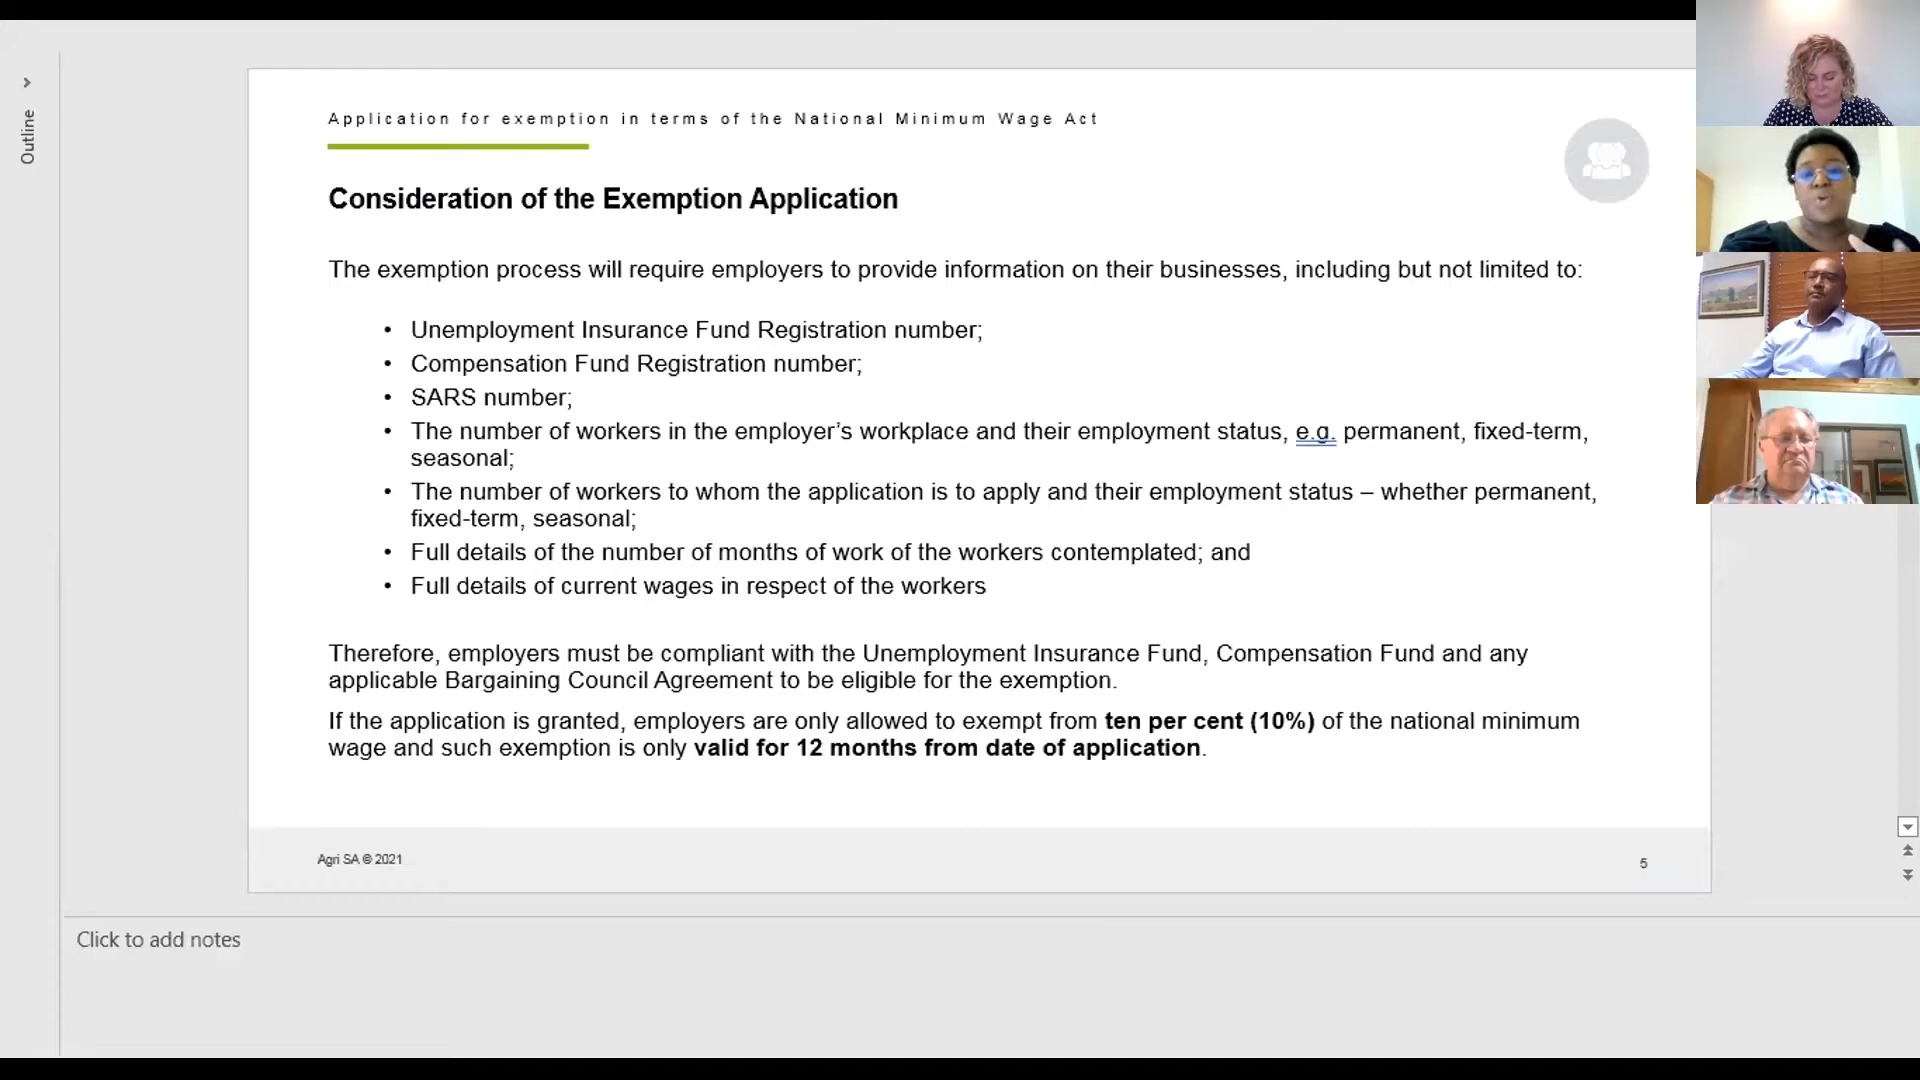 Outline
Application for exemption in terms of the National Minimum Wage Act
Consideration of the Exemption Application
The exemption process will require employers to provide information on their businesses, including but not limited to:
• Unemployment Insurance Fund Registration number;
• Compensation Fund Registration number;
• SARS number;
• The number of workers in the employer’s workplace and their employment status, e.g. permanent, fixed-term,
seasonal;
• The number of workers to whom the application is to apply and their employment status – whether permanent,
fixed-term, seasonal;
• Full details of the number of months of work of the workers contemplated; and
• Full details of current wages in respect of the workers
Therefore, employers must be compliant with the Unemployment Insurance Fund, Compensation Fund and any
applicable Bargaining Council Agreement to be eligible for the exemption.
If the application is granted, employers are only allowed to exempt from ten per cent (10%) of the national minimum
wage and such exemption is only valid for 12 months from date of application.
Agri SA © 2021
5
Click to add notes